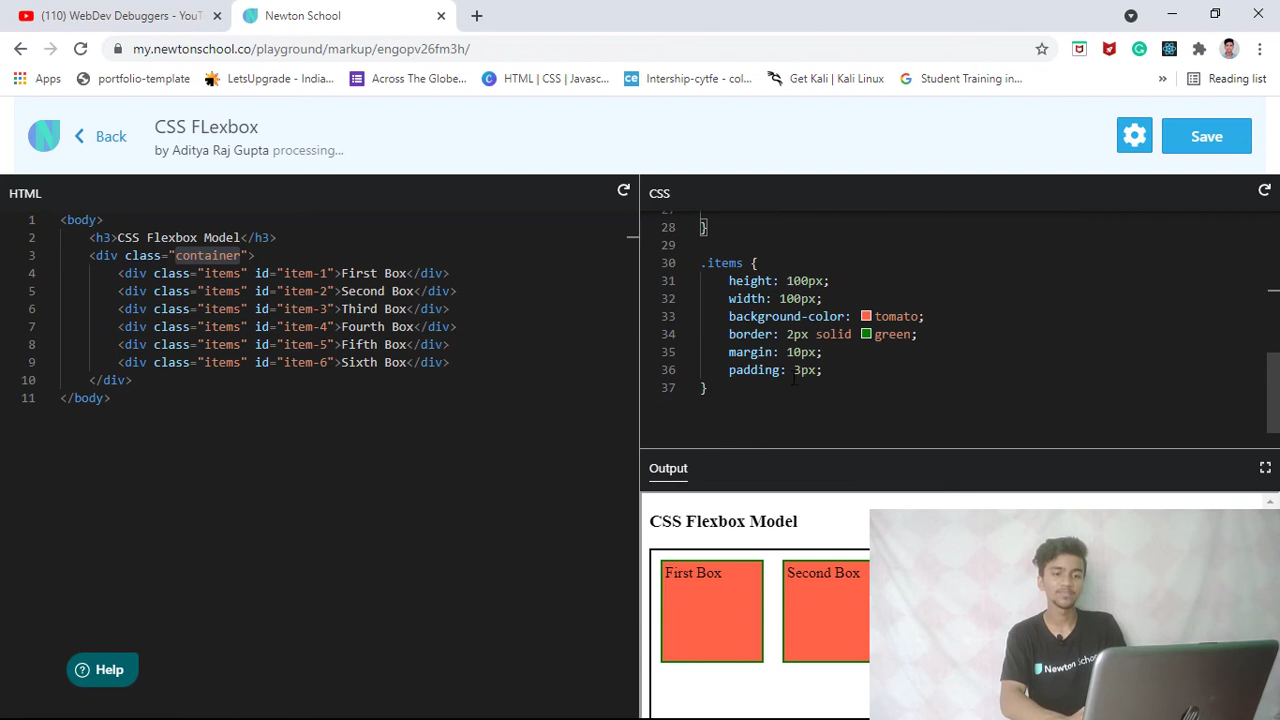 (110) WebDev Debuggers - YouT
Newton School
my.newtonschool.co/playground/markup/engopv26fm3h/
Apps
portfolio-template
LetsUpgrade - India...
Across The Globe...
HTML | CSS | Javasc...
Intership-cytfe - col...
Get Kali | Kali Linux
Student Training in...
»
Reading list
Back
CSS FLexbox
by Aditya Raj Gupta processing...
Save
HTML
1 <body>
2 <h3>CSS Flexbox Model</h3>
3 <div class="container">
4 <div class="items" id="item-1">First Box</div>
5 <div class="items" id="item-2">Second Box</div>
6 <div class="items" id="item-3">Third Box</div>
7 <div class="items" id="item-4">Fourth Box</div>
8 <div class="items" id="item-5">Fifth Box</div>
9 <div class="items" id="item-6">Sixth Box</div>
10 </div>
11 </body>
Help
CSS
27
28 }
29
30 .items {
31 height: 100px;
32 width: 100px;
33 background-color: tomato;
34 border: 2px solid green;
35 margin: 10px;
36 padding: 3px;
37 }
Output
CSS Flexbox Model
First Box
Second Box
Newton School
hp